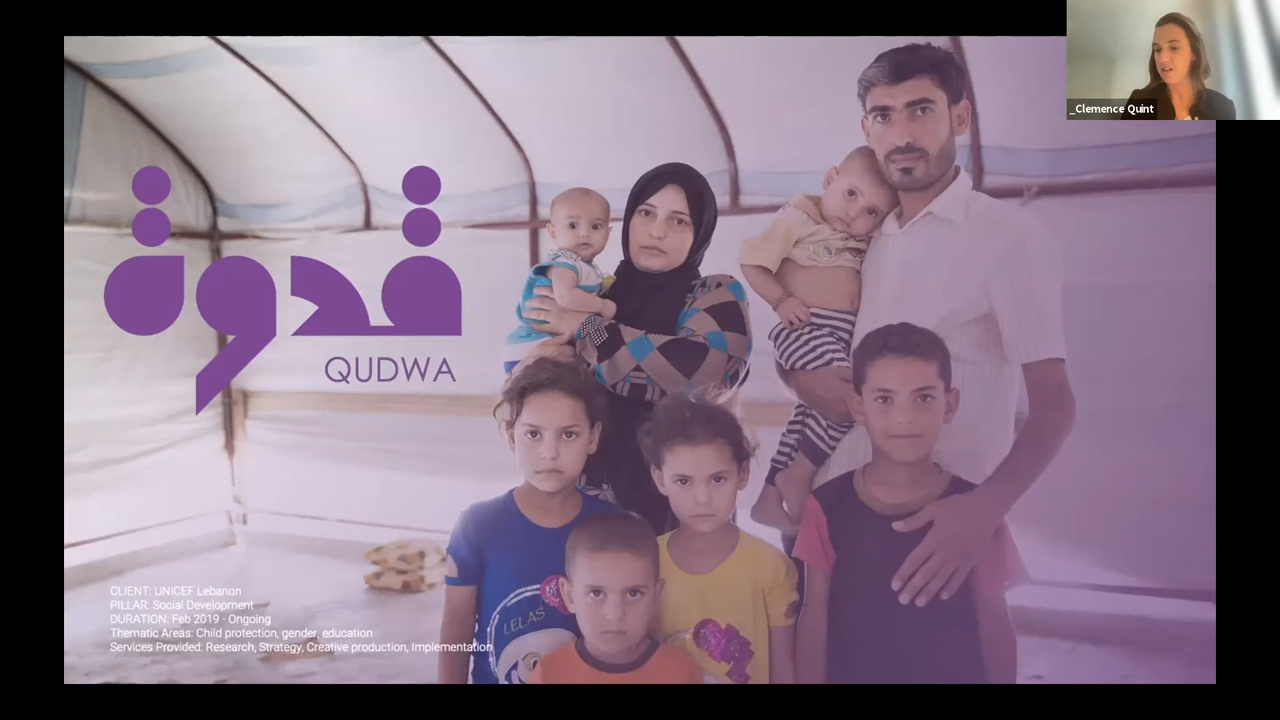 _Clemence Quint
قدوة
QUDWA
LELAS
CLIENT: UNICEF Lebanon
PILLAR: Social Development
DURATION: Feb 2019 - Ongoing
Thematic Areas: Child protection, gender, education
Services Provided: Research, Strategy, Creative production, Implementation